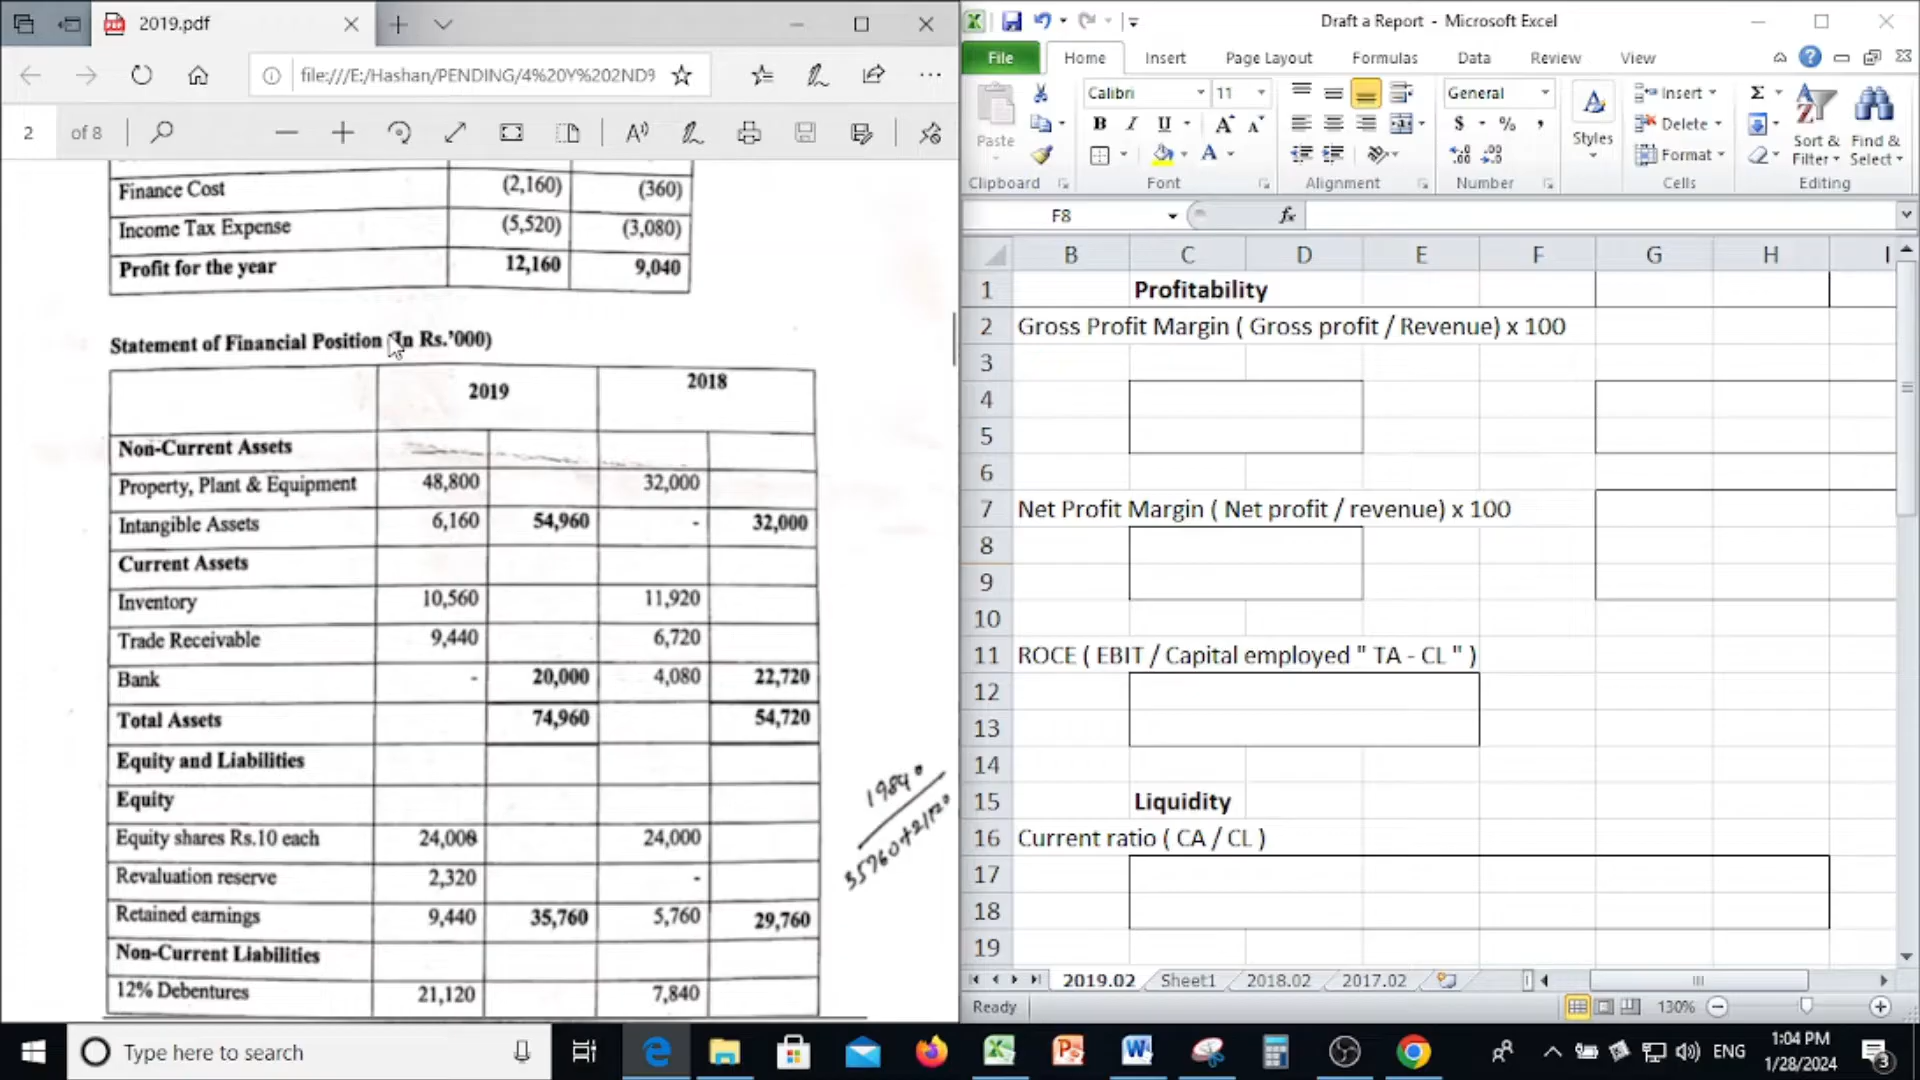 2019.pdf
file:///E:/Hashan/PENDING/4%20Y%202ND9
2 of 8
Finance Cost (2,160) (360)
Income Tax Expense (5,520) (3,080)
Profit for the year 12,160 9,040
Statement of Financial Position (In Rs.'000)
2019 2018
Non-Current Assets
Property, Plant & Equipment 48,800 32,000
Intangible Assets 6,160 54,960 - 32,000
Current Assets
Inventory 10,560 11,920
Trade Receivable 9,440 6,720
Bank - 20,000 4,080 22,720
Total Assets 74,960 54,720
Equity and Liabilities
Equity
Equity shares Rs.10 each 24,000 24,000
Revaluation reserve 2,320 -
Retained earnings 9,440 35,760 5,760 29,760
Non-Current Liabilities
12% Debentures 21,120 7,840
19840
35760+21120
Draft a Report - Microsoft Excel
File Home Insert Page Layout Formulas Data Review View
Calibri 11 General
Paste Styles Insert Delete Format Sort & Filter Find & Select
Clipboard Font Alignment Number Cells Editing
F8 fx
B C D E F G H I
1 Profitability
2 Gross Profit Margin ( Gross profit / Revenue) x 100
3
4
5
6
7 Net Profit Margin ( Net profit / revenue) x 100
8
9
10
11 ROCE ( EBIT / Capital employed " TA - CL " )
12
13
14
15 Liquidity
16 Current ratio ( CA / CL )
17
18
19
2019.02 Sheet1 2018.02 2017.02
Ready 130%
Type here to search
ENG 1:04 PM
1/28/2024
3